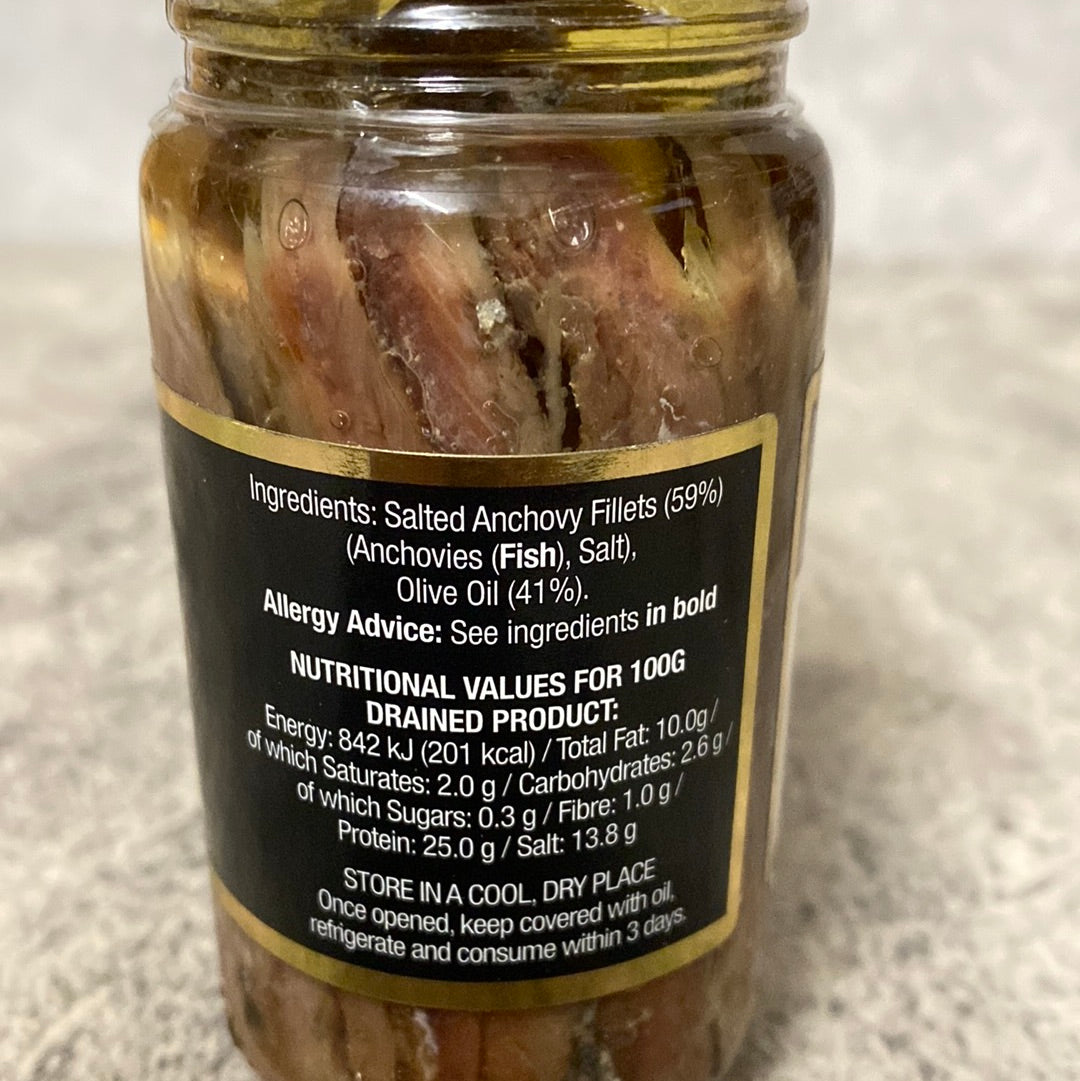 Ingredients: Salted Anchovy Fillets (59%)
(Anchovies (Fish), Salt),
Olive Oil (41%).
Allergy Advice: See ingredients in bold
NUTRITIONAL VALUES FOR 100G
DRAINED PRODUCT:
Energy: 842 kJ (201 kcal) / Total Fat: 10.0g /
of which Saturates: 2.0 g / Carbohydrates: 2.6 g /
of which Sugars: 0.3 g / Fibre: 1.0 g /
Protein: 25.0 g / Salt: 13.8 g
STORE IN A COOL, DRY PLACE
Once opened, keep covered with oil,
refrigerate and consume within 3 days.